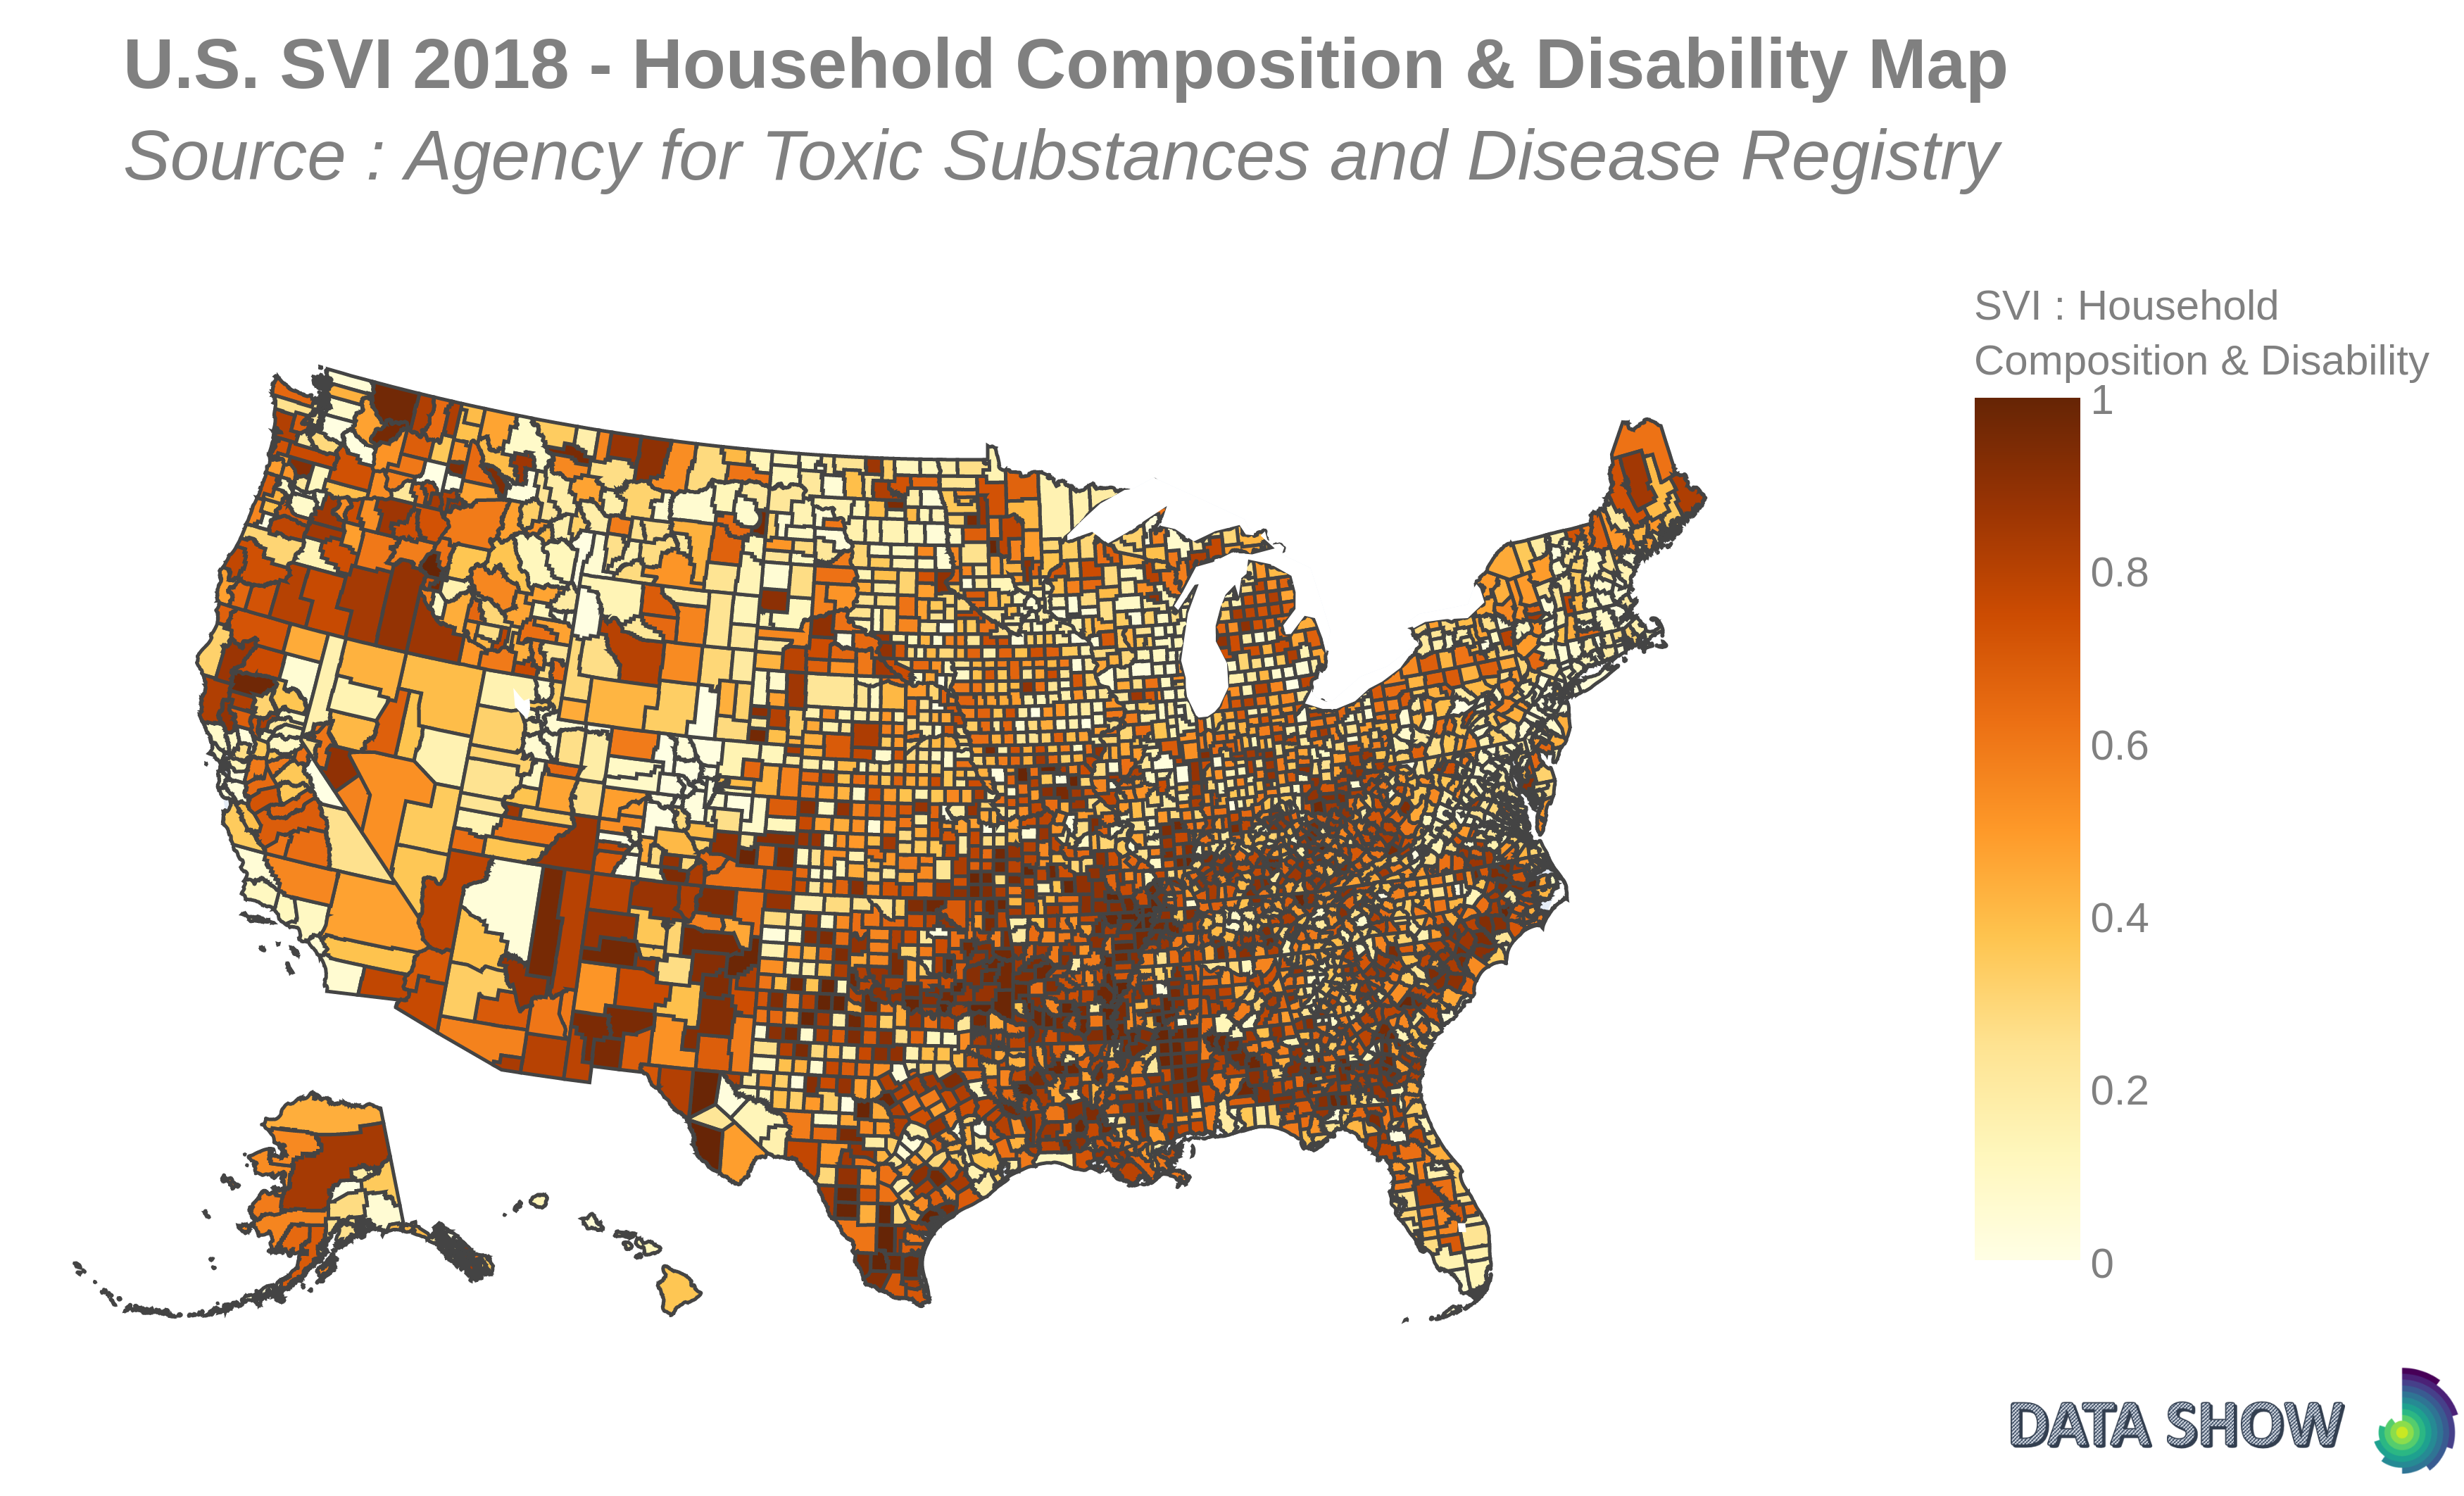 U.S. SVI 2018 - Household Composition & Disability Map
Source : Agency for Toxic Substances and Disease Registry
SVI : Household
Composition & Disability
1
0.8
0.6
0.4
0.2
0
DATA SHOW